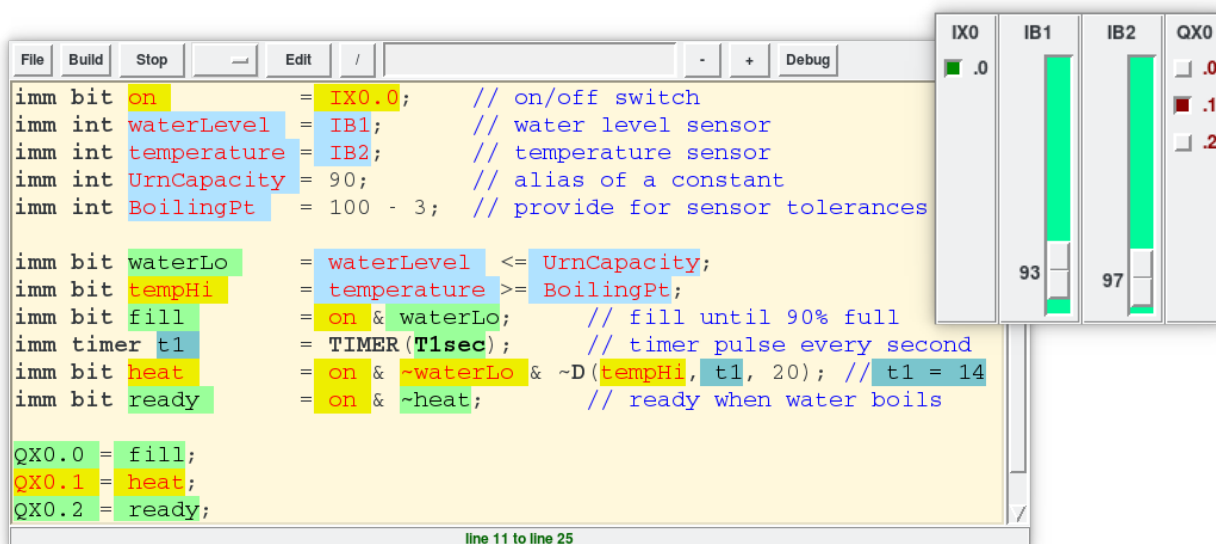 IX0 IB1 IB2 QX0
.0 .0
.1
.2
93 97
File Build Stop Edit / - + Debug
imm bit on = IX0.0; // on/off switch
imm int waterLevel = IB1; // water level sensor
imm int temperature = IB2; // temperature sensor
imm int UrnCapacity = 90; // alias of a constant
imm int BoilingPt = 100 - 3; // provide for sensor tolerances
imm bit waterLo = waterLevel <= UrnCapacity;
imm bit tempHi = temperature >= BoilingPt;
imm bit fill = on & waterLo; // fill until 90% full
imm timer t1 = TIMER(T1sec); // timer pulse every second
imm bit heat = on & ~waterLo & ~D(tempHi, t1, 20); // t1 = 14
imm bit ready = on & ~heat; // ready when water boils
QX0.0 = fill;
QX0.1 = heat;
QX0.2 = ready;
line 11 to line 25